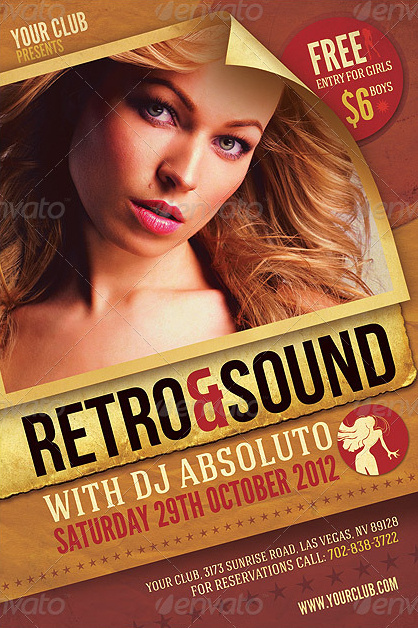 YOUR CLUB
PRESENTS
FREE
ENTRY FOR GIRLS
$6 BOYS
RETRO&SOUND
WITH DJ ABSOLUTO
SATURDAY 29TH OCTOBER 2012
YOUR CLUB, 3173 SUNRISE ROAD, LAS VEGAS, NV 89128
FOR RESERVATIONS CALL: 702-838-3722
WWW.YOURCLUB.COM
envato